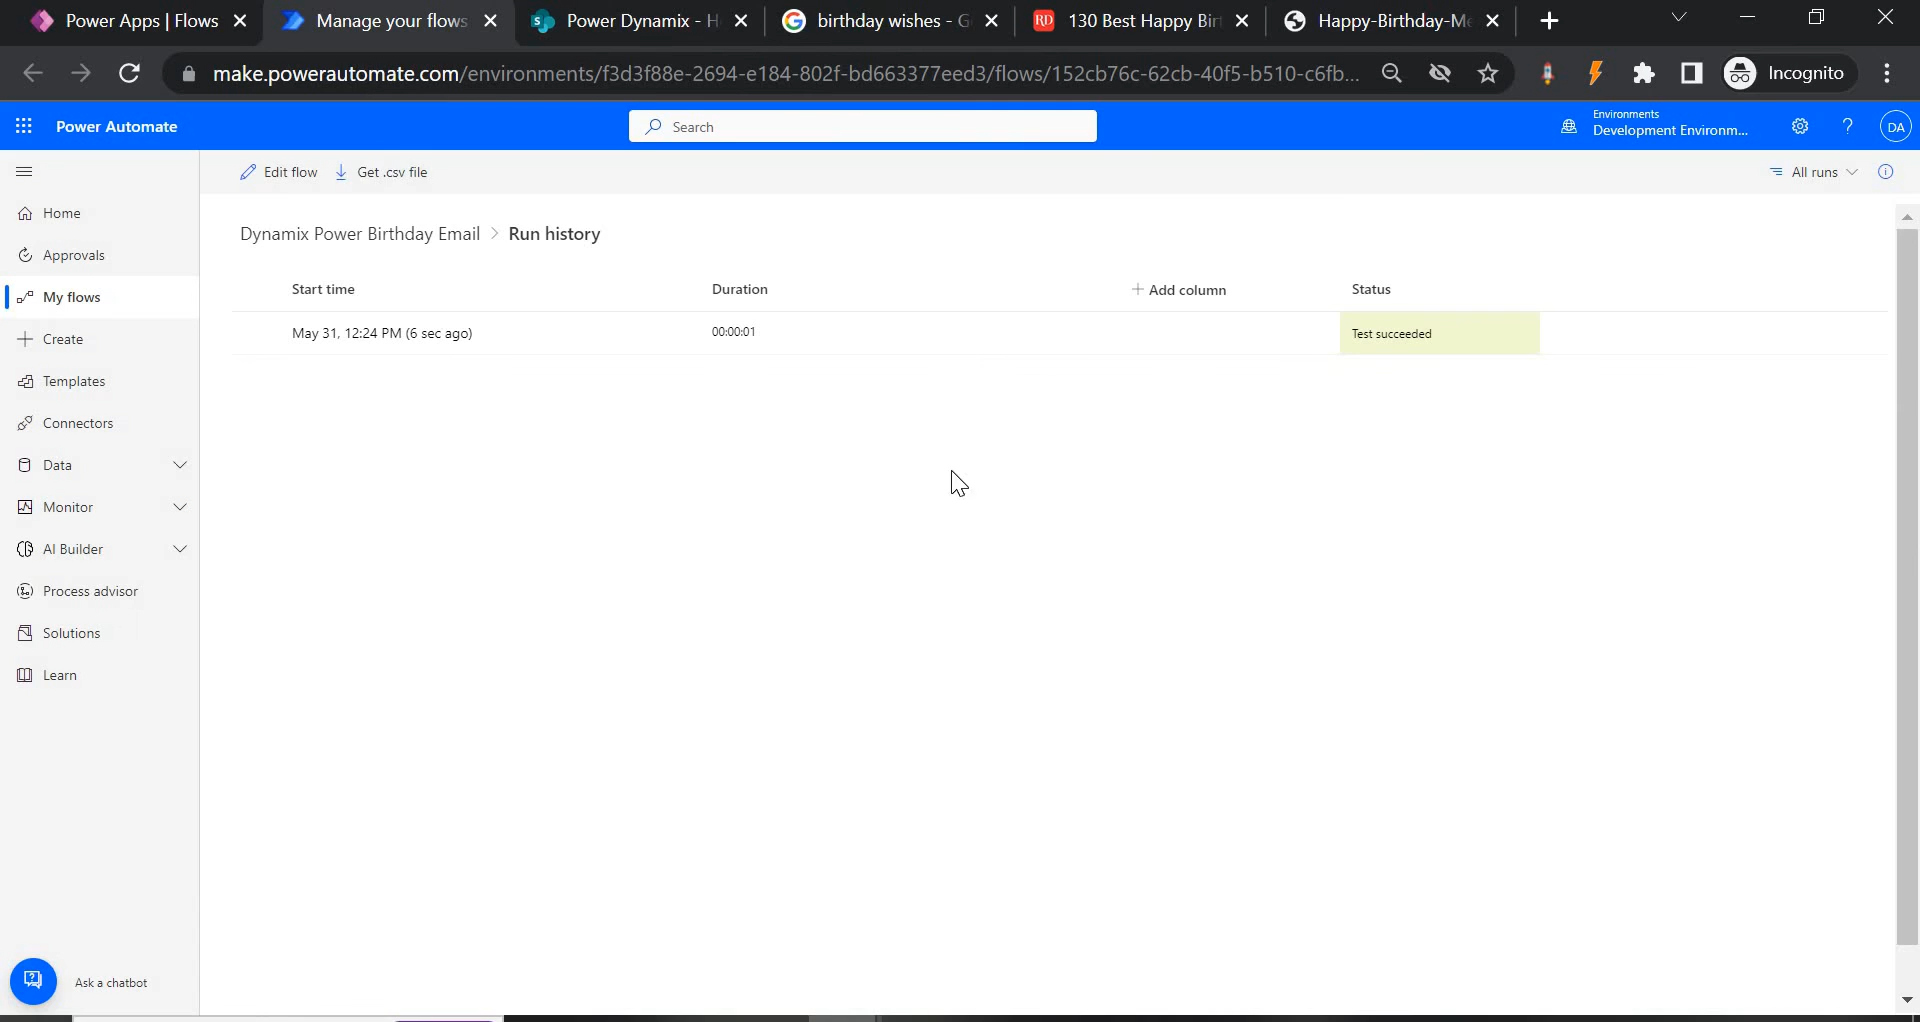 Power Apps | Flows
Manage your flows
Power Dynamix - H
birthday wishes - G
130 Best Happy Bir
Happy-Birthday-Me
make.powerautomate.com/environments/f3d3f88e-2694-e184-802f-bd663377eed3/flows/152cb76c-62cb-40f5-b510-c6fb...
Incognito
Power Automate
Search
Environments
Development Environm...
DA
Edit flow
Get .csv file
All runs
Home
Approvals
My flows
Create
Templates
Connectors
Data
Monitor
AI Builder
Process advisor
Solutions
Learn
Ask a chatbot
Dynamix Power Birthday Email > Run history
Start time Duration + Add column Status
May 31, 12:24 PM (6 sec ago) 00:00:01 Test succeeded